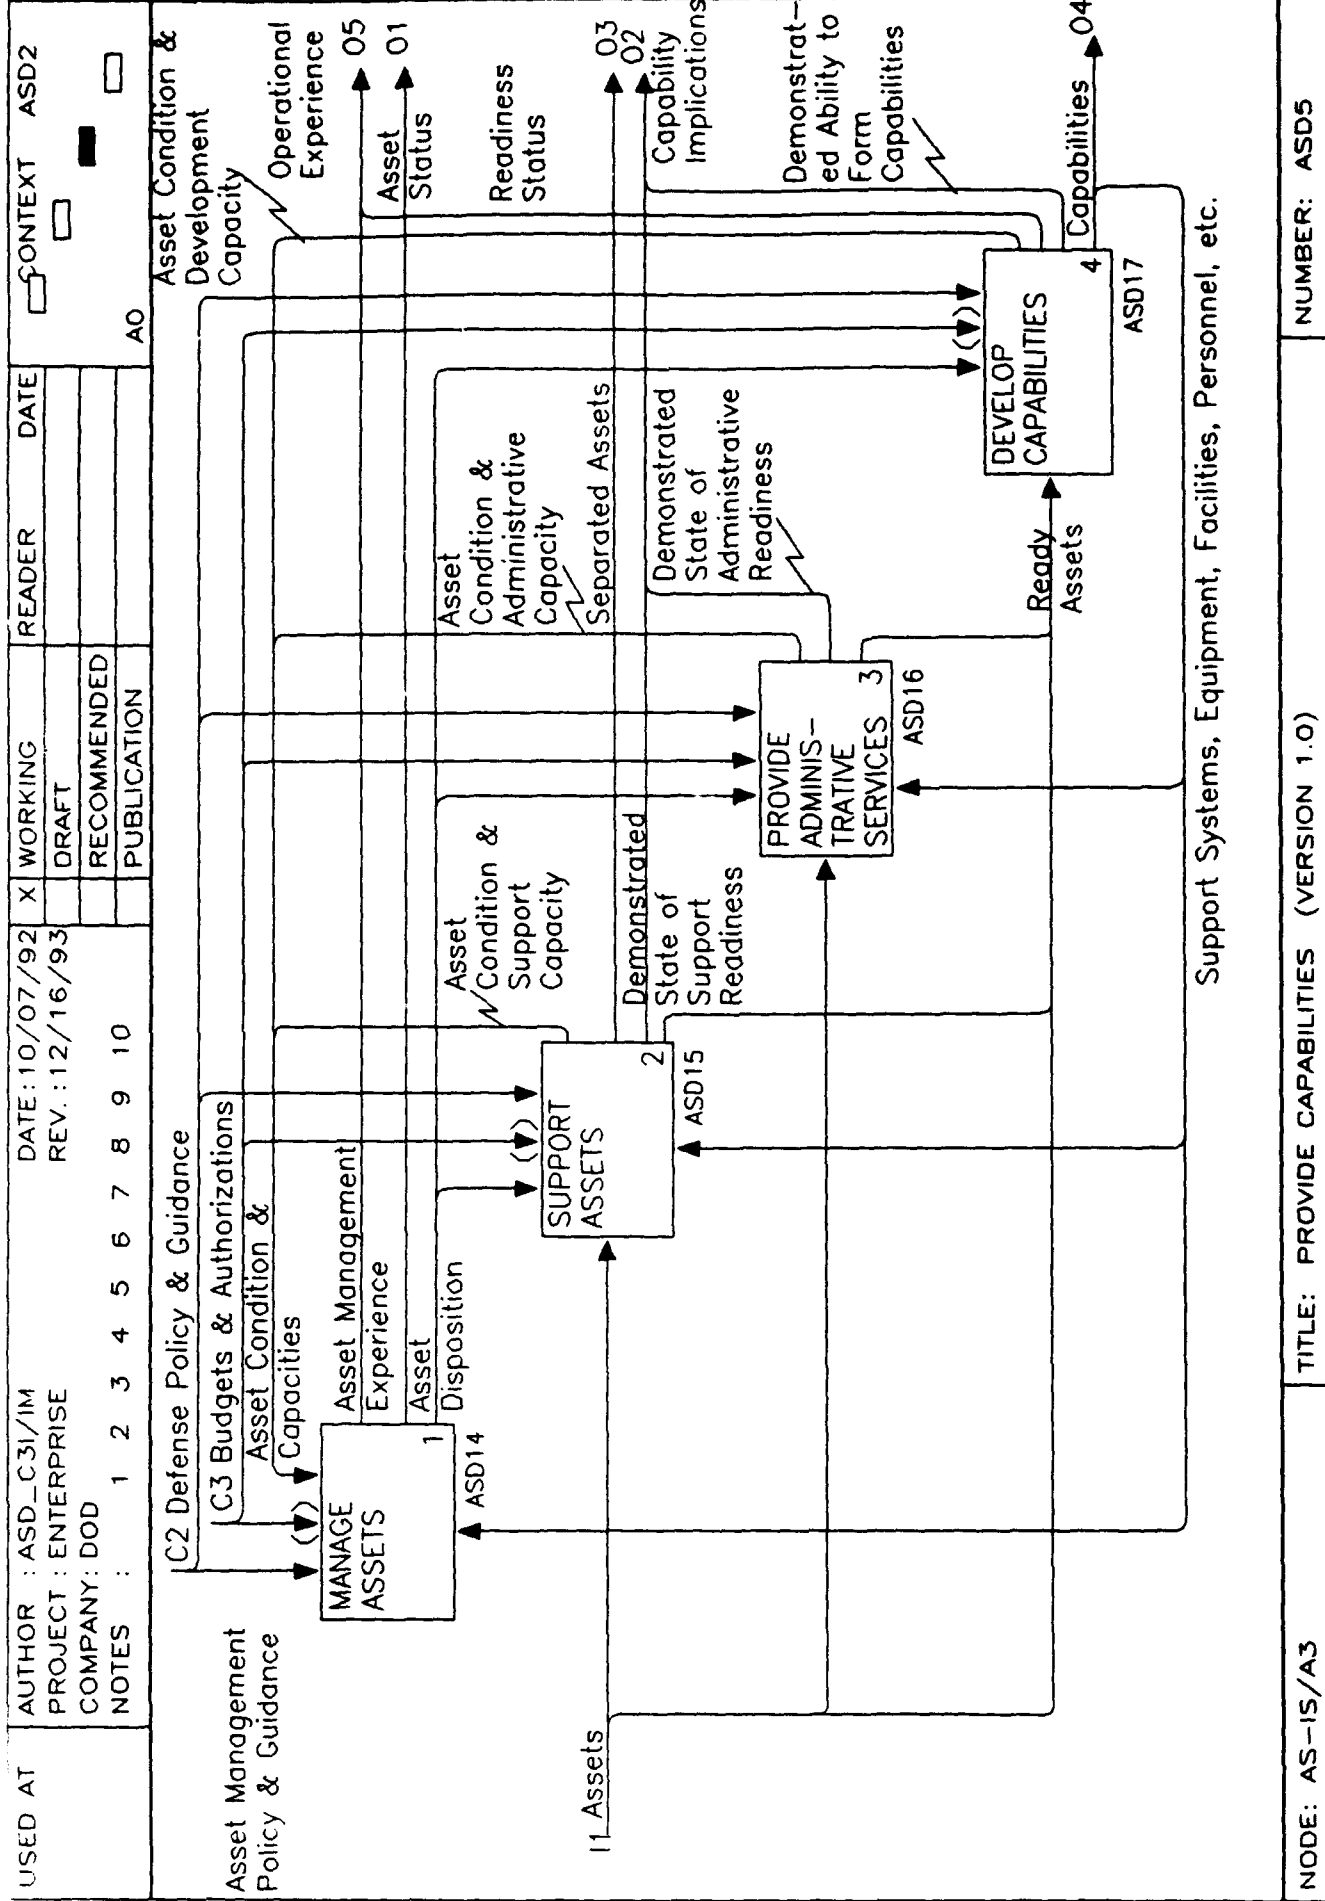 USED AT
AUTHOR : ASD_C3I/IM
PROJECT : ENTERPRISE
COMPANY: DOD
NOTES : 1 2 3 4 5 6 7 8 9 10
DATE: 10/07/92
REV. : 12/16/93
X WORKING
DRAFT
RECOMMENDED
PUBLICATION
READER DATE
CONTEXT ASD2
A0
C2 Defense Policy & Guidance
C3 Budgets & Authorizations
Asset Condition &
Capacities
Asset Management
Policy & Guidance
MANAGE
ASSETS
1
ASD14
( )
Asset Management
Experience
Asset
Disposition
I1 Assets
SUPPORT
ASSETS
2
ASD15
( )
Asset
Condition &
Support
Capacity
Demonstrated
State of
Support
Readiness
PROVIDE
ADMINIS-
TRATIVE
SERVICES
3
ASD16
Asset
Condition &
Administrative
Capacity
Separated Assets
Demonstrated
State of
Administrative
Readiness
Ready
Assets
DEVELOP
CAPABILITIES
4
ASD17
( )
Asset Condition &
Development
Capacity
Operational
Experience
O5
O1
Asset
Status
Readiness
Status
O3
O2
Capability
Implications
Demonstrat-
ed Ability to
Form
Capabilities
Capabilities
O4
Support Systems, Equipment, Facilities, Personnel, etc.
NODE: AS-IS/A3
TITLE: PROVIDE CAPABILITIES (VERSION 1.0)
NUMBER: ASD5